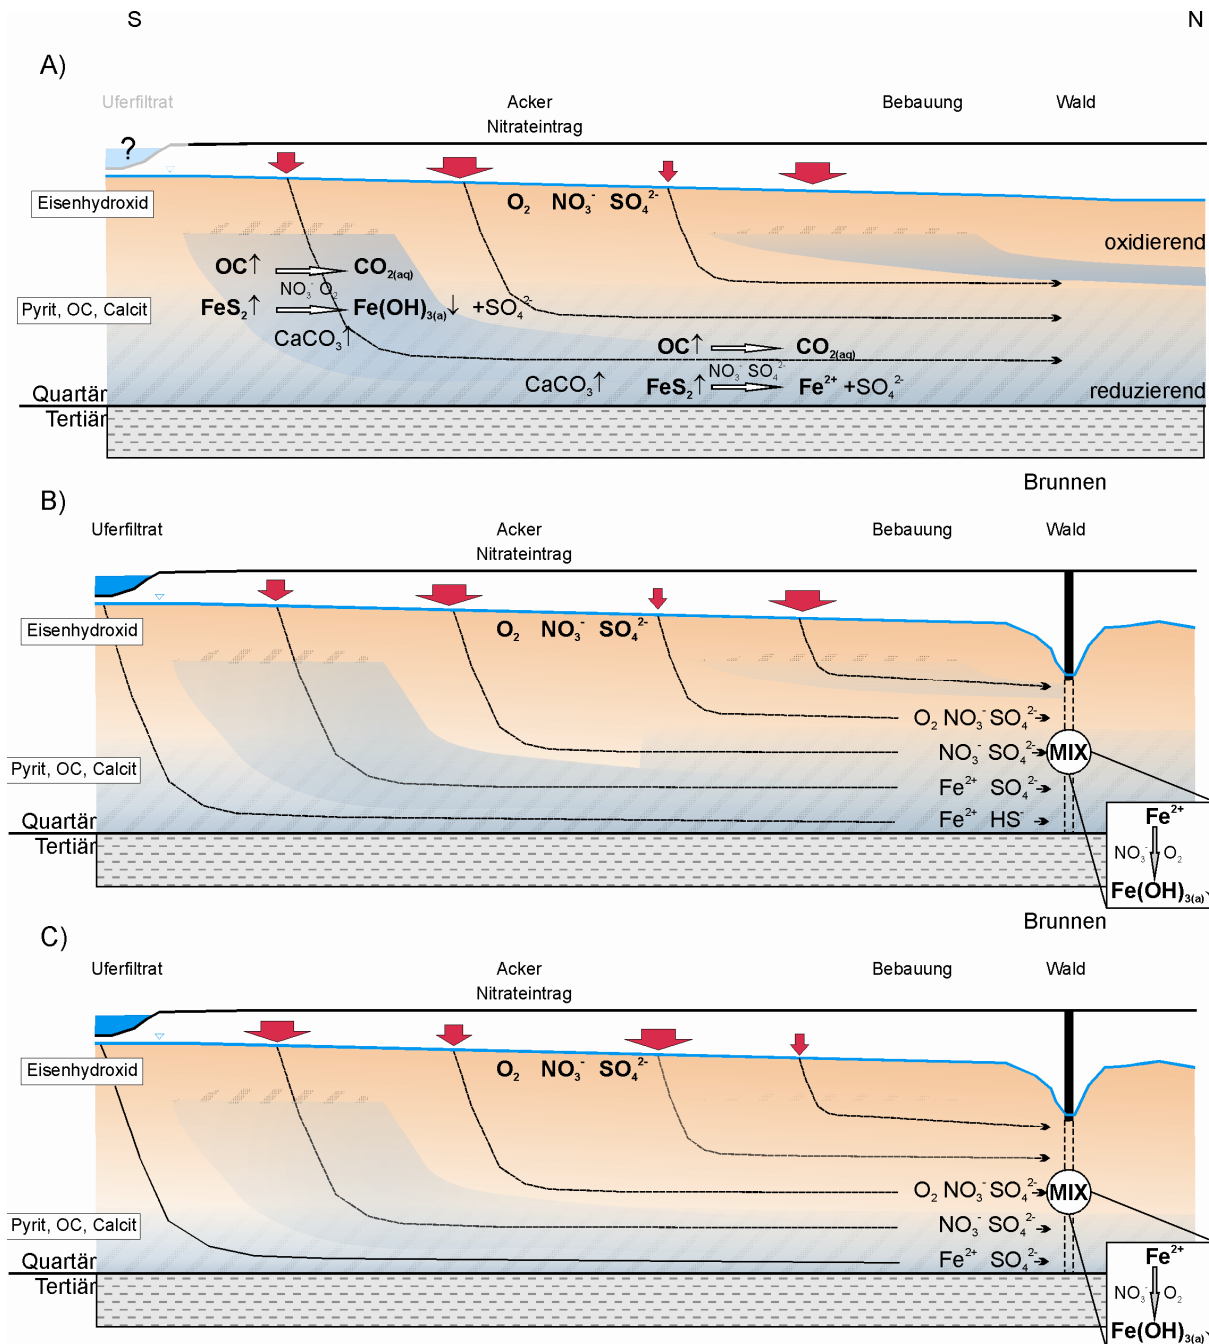 S N
A)
Uferfiltrat Acker Bebauung Wald
Nitrateintrag
?
Eisenhydroxid O₂ NO₃⁻ SO₄²⁻
oxidierend
OC↑ CO₂(aq)
NO₃⁻ O₂
Pyrit, OC, Calcit FeS₂↑ Fe(OH)₃(a)↓ +SO₄²⁻
CaCO₃↑
OC↑ CO₂(aq)
NO₃⁻ SO₄²⁻
CaCO₃↑ FeS₂↑ Fe²⁺ +SO₄²⁻
reduzierend
Quartär
Tertiär
Brunnen
B)
Uferfiltrat Acker Bebauung Wald
Nitrateintrag
Eisenhydroxid O₂ NO₃⁻ SO₄²⁻
O₂ NO₃⁻ SO₄²⁻
NO₃⁻ SO₄²⁻ MIX
Pyrit, OC, Calcit
Fe²⁺ SO₄²⁻
Fe²⁺ HS⁻
Quartär
Tertiär
Fe²⁺
NO₃⁻ O₂
Fe(OH)₃(a)
Brunnen
C)
Uferfiltrat Acker Bebauung Wald
Nitrateintrag
Eisenhydroxid O₂ NO₃⁻ SO₄²⁻
O₂ NO₃⁻ SO₄²⁻ MIX
Pyrit, OC, Calcit NO₃⁻ SO₄²⁻
Fe²⁺ SO₄²⁻
Quartär
Tertiär
Fe²⁺
NO₃⁻ O₂
Fe(OH)₃(a)